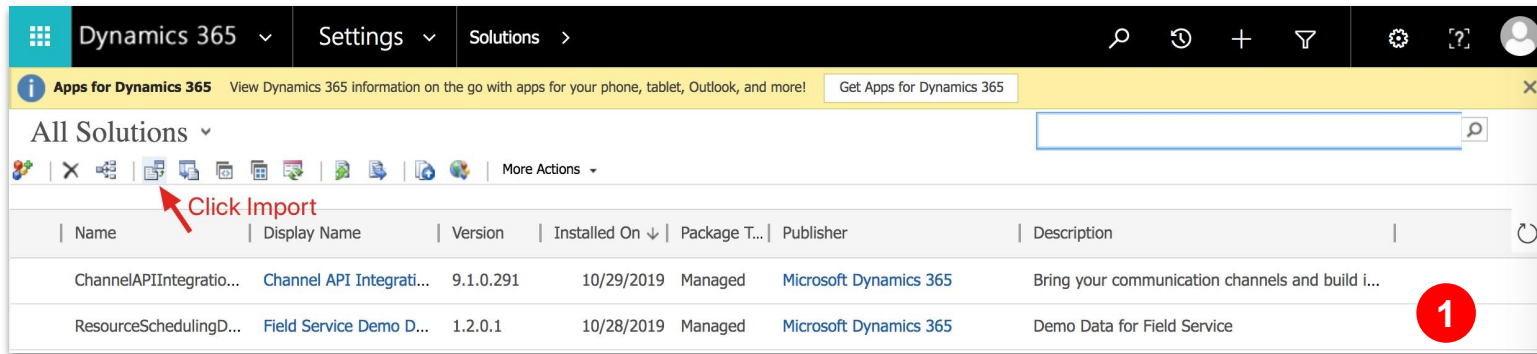 Dynamics 365 Settings Solutions >
Apps for Dynamics 365 View Dynamics 365 information on the go with apps for your phone, tablet, Outlook, and more! Get Apps for Dynamics 365
All Solutions
More Actions
Click Import
Name Display Name Version Installed On ↓ Package T... Publisher Description
ChannelAPIIntegratio... Channel API Integrati... 9.1.0.291 10/29/2019 Managed Microsoft Dynamics 365 Bring your communication channels and build i...
ResourceSchedulingD... Field Service Demo D... 1.2.0.1 10/28/2019 Managed Microsoft Dynamics 365 Demo Data for Field Service
1